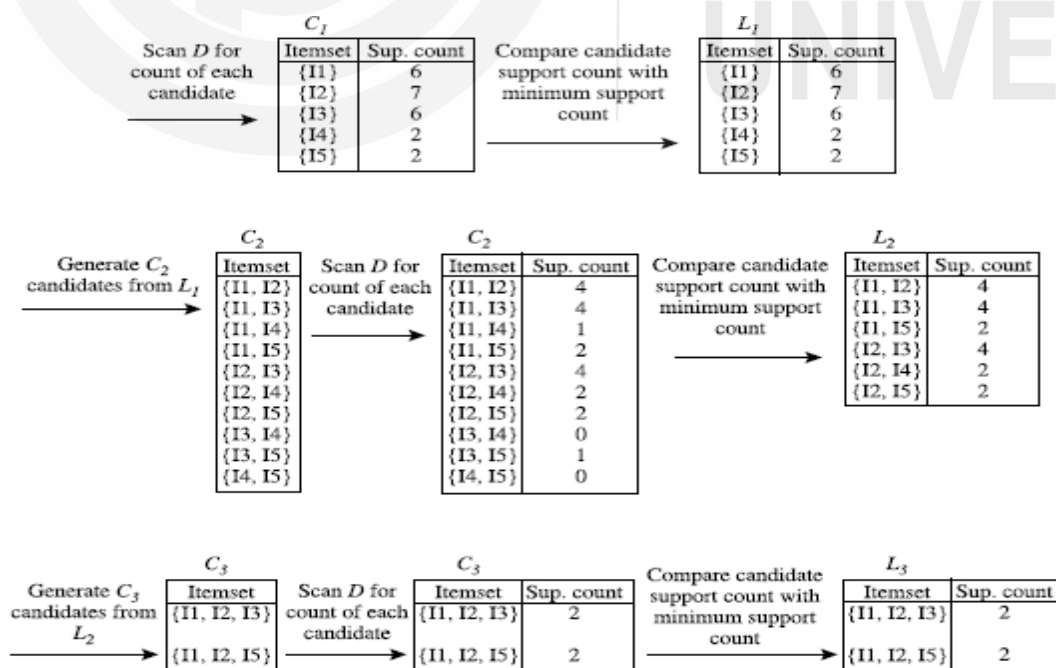 UNIVE
C1
L1
Scan D for
count of each
candidate
Itemset Sup. count
{I1} 6
{I2} 7
{I3} 6
{I4} 2
{I5} 2
Compare candidate
support count with
minimum support
count
Itemset Sup. count
{I1} 6
{I2} 7
{I3} 6
{I4} 2
{I5} 2
Generate C2
candidates from L1
C2
Itemset
{I1, I2}
{I1, I3}
{I1, I4}
{I1, I5}
{I2, I3}
{I2, I4}
{I2, I5}
{I3, I4}
{I3, I5}
{I4, I5}
Scan D for
count of each
candidate
C2
Itemset Sup. count
{I1, I2} 4
{I1, I3} 4
{I1, I4} 1
{I1, I5} 2
{I2, I3} 4
{I2, I4} 2
{I2, I5} 2
{I3, I4} 0
{I3, I5} 1
{I4, I5} 0
Compare candidate
support count with
minimum support
count
L2
Itemset Sup. count
{I1, I2} 4
{I1, I3} 4
{I1, I5} 2
{I2, I3} 4
{I2, I4} 2
{I2, I5} 2
Generate C3
candidates from
L2
C3
Itemset
{I1, I2, I3}
{I1, I2, I5}
Scan D for
count of each
candidate
C3
Itemset Sup. count
{I1, I2, I3} 2
{I1, I2, I5} 2
Compare candidate
support count with
minimum support
count
L3
Itemset Sup. count
{I1, I2, I3} 2
{I1, I2, I5} 2